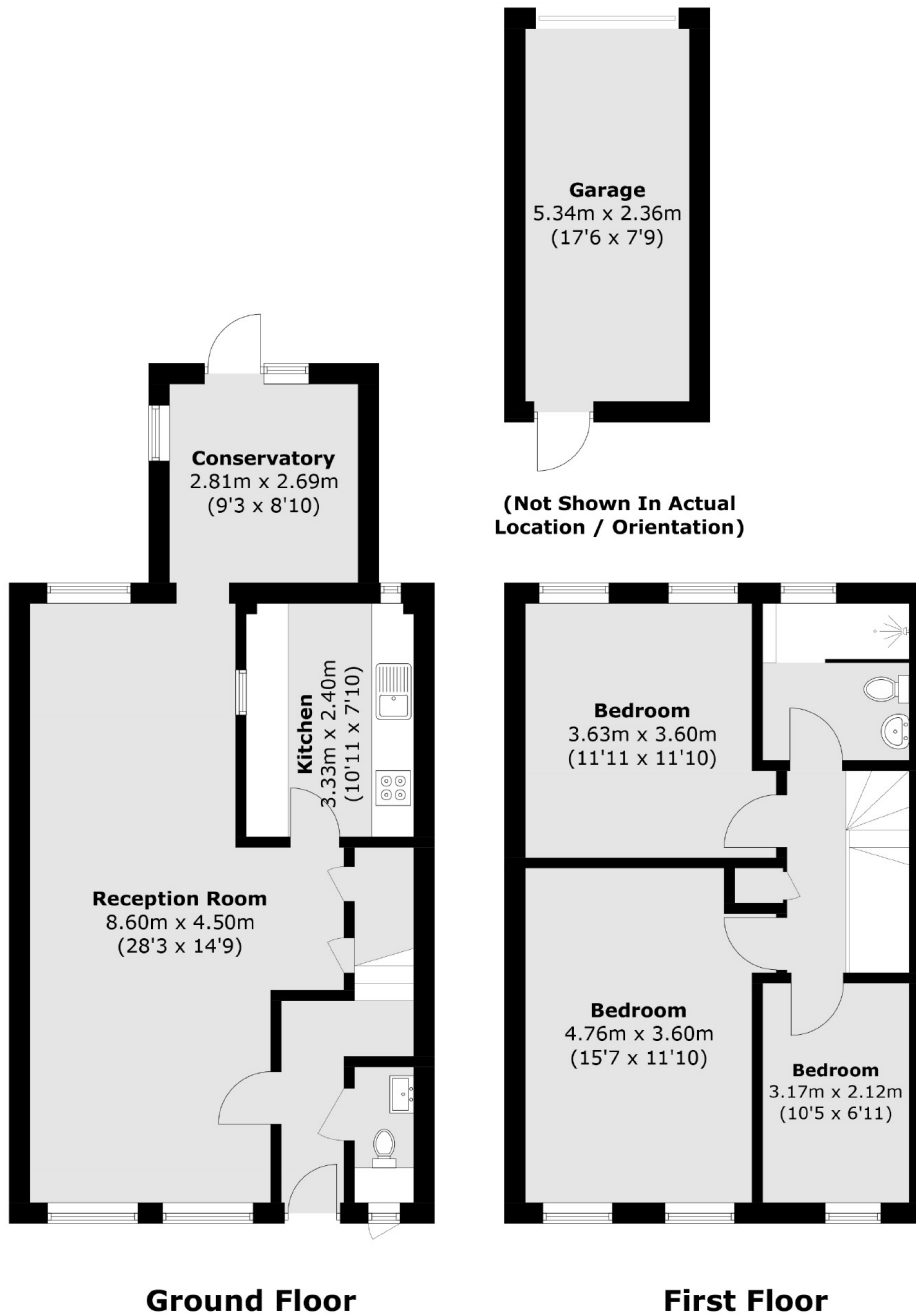 Garage
5.34m x 2.36m
(17'6 x 7'9)
(Not Shown In Actual
Location / Orientation)
Conservatory
2.81m x 2.69m
(9'3 x 8'10)
Kitchen
3.33m x 2.40m
(10'11 x 7'10)
Reception Room
8.60m x 4.50m
(28'3 x 14'9)
Bedroom
3.63m x 3.60m
(11'11 x 11'10)
Bedroom
4.76m x 3.60m
(15'7 x 11'10)
Bedroom
3.17m x 2.12m
(10'5 x 6'11)
Ground Floor
First Floor